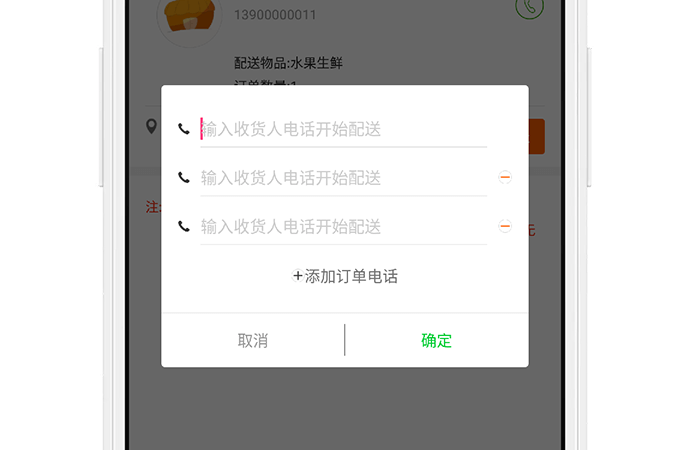 13900000011
配送物品:水果生鲜
订单数量:1
输入收货人电话开始配送
输入收货人电话开始配送
输入收货人电话开始配送
+添加订单电话
取消
确定